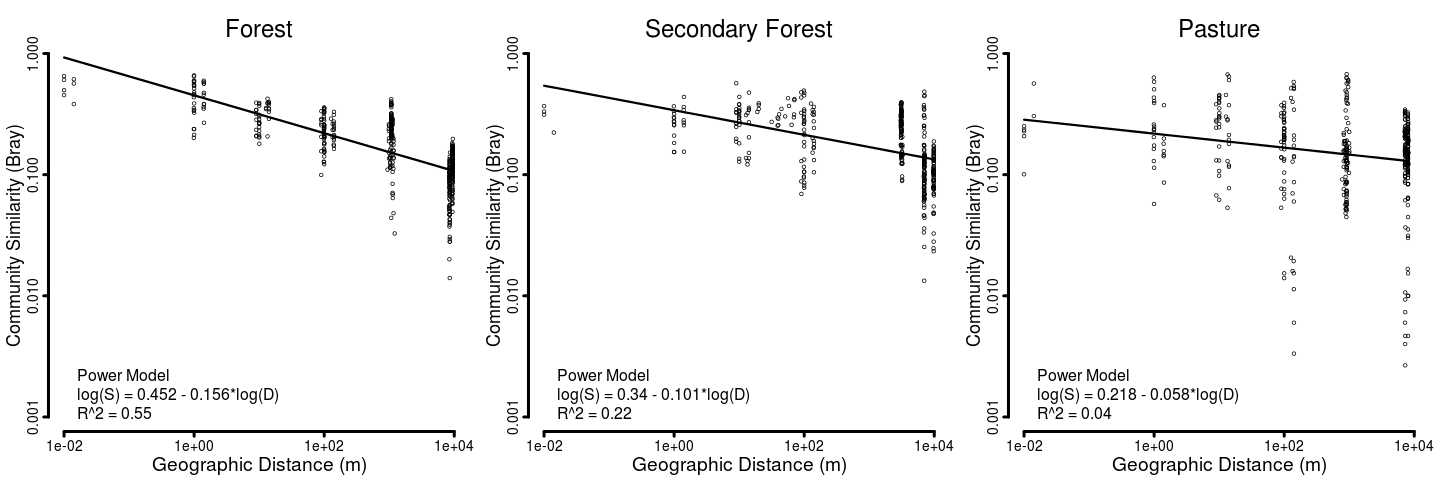 Forest
Community Similarity (Bray)
1.000
0.100
0.010
0.001
Power Model
log(S) = 0.452 - 0.156*log(D)
R^2 = 0.55
1e-02 1e+00 1e+02 1e+04
Geographic Distance (m)
Secondary Forest
Community Similarity (Bray)
1.000
0.100
0.010
0.001
Power Model
log(S) = 0.34 - 0.101*log(D)
R^2 = 0.22
1e-02 1e+00 1e+02 1e+04
Geographic Distance (m)
Pasture
Community Similarity (Bray)
1.000
0.100
0.010
0.001
Power Model
log(S) = 0.218 - 0.058*log(D)
R^2 = 0.04
1e-02 1e+00 1e+02 1e+04
Geographic Distance (m)